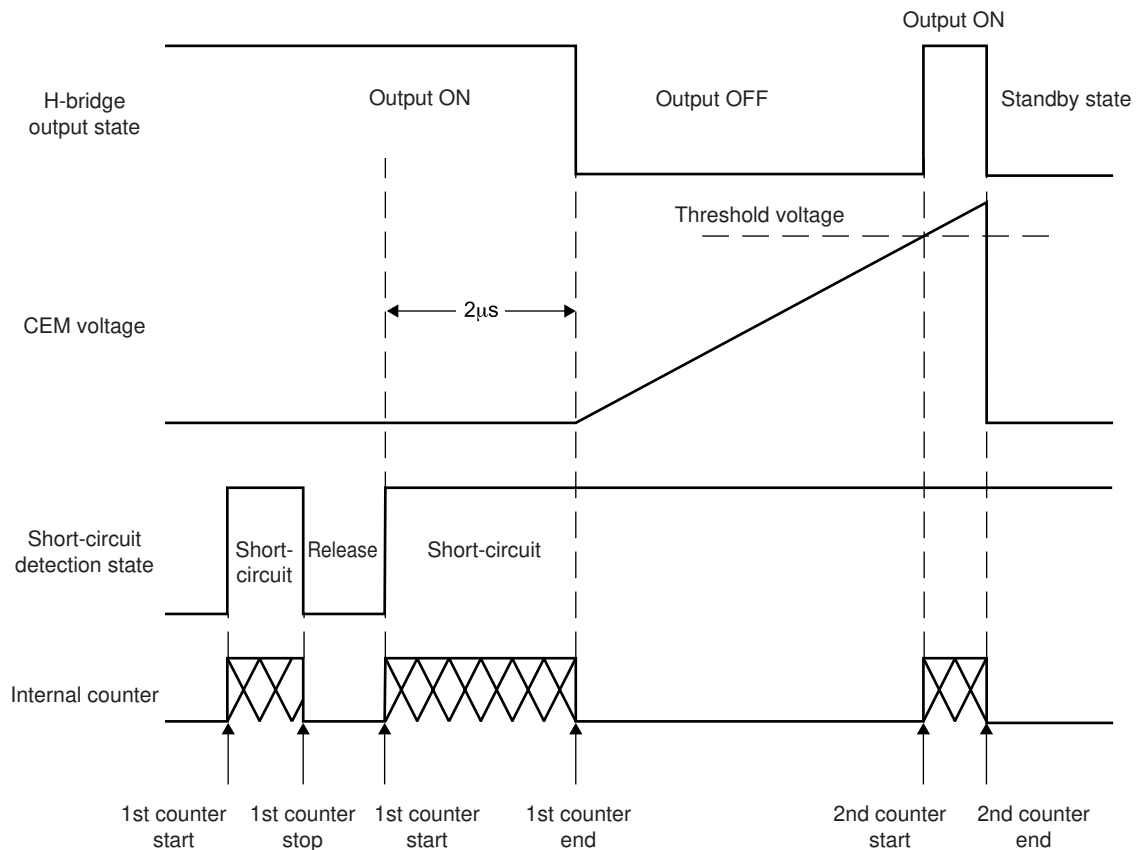 Output ON
H-bridge
output state
Output ON
Output OFF
Standby state
Threshold voltage
CEM voltage
2μs
Short-circuit
detection state
Short-
circuit
Release
Short-circuit
Internal counter
1st counter
start
1st counter
stop
1st counter
start
1st counter
end
2nd counter
start
2nd counter
end